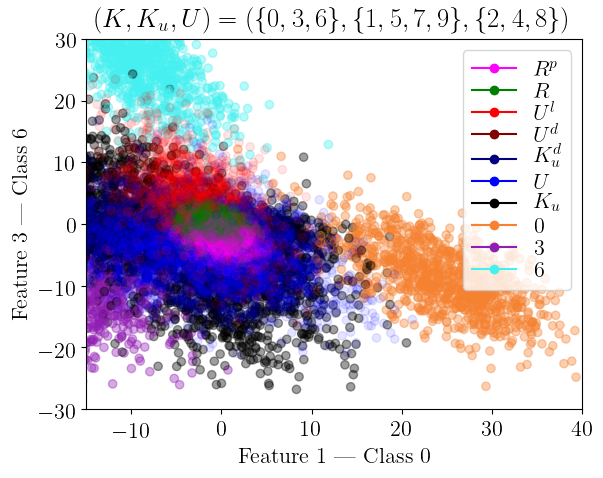 (K, K_u, U) = ({0, 3, 6}, {1, 5, 7, 9}, {2, 4, 8})
30
20
10
0
−10
−20
−30
Feature 3 — Class 6
R^p
R
U^l
U^d
K_u^d
U
K_u
0
3
6
−10
0
10
20
30
40
Feature 1 — Class 0